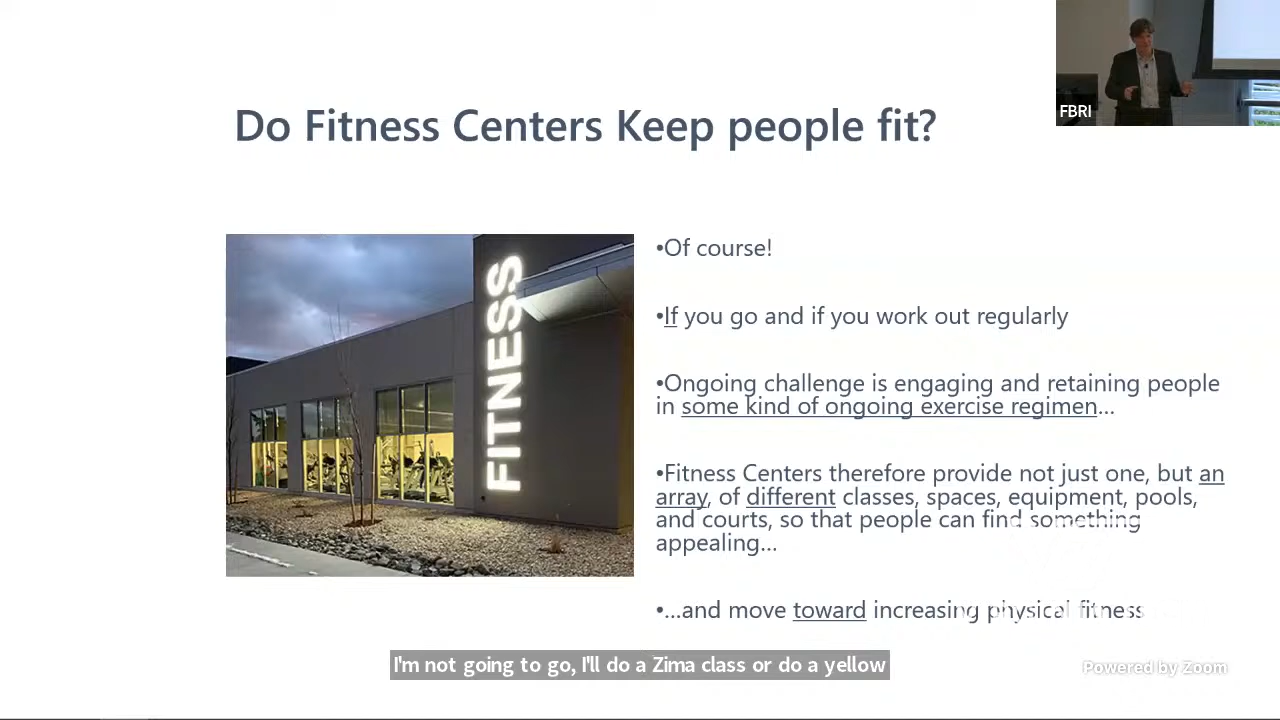 FBRI
Do Fitness Centers Keep people fit?
FITNESS
•Of course!
•If you go and if you work out regularly
•Ongoing challenge is engaging and retaining people
in some kind of ongoing exercise regimen...
•Fitness Centers therefore provide not just one, but an
array, of different classes, spaces, equipment, pools,
and courts, so that people can find something
appealing...
•...and move toward increasing physical fitness
I'm not going to go, I'll do a Zima class or do a yellow
Powered by Zoom